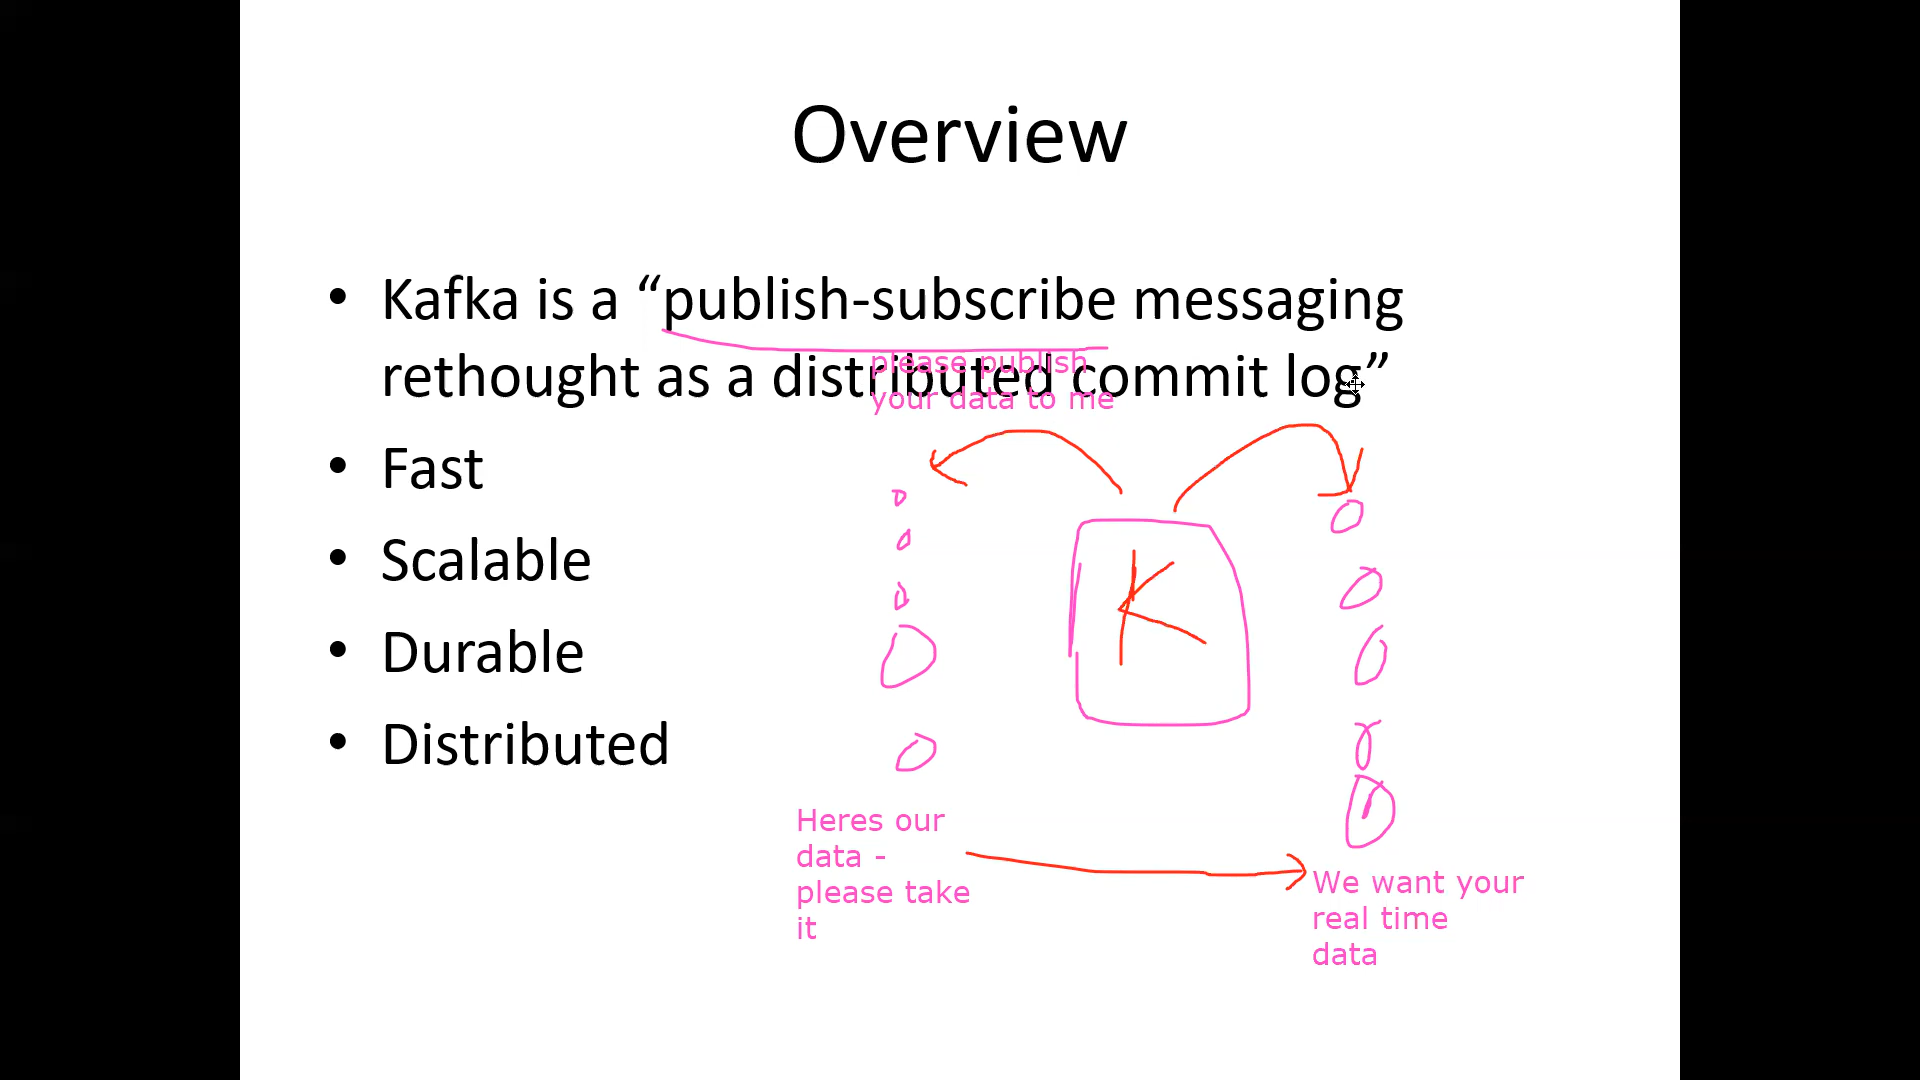 Overview
• Kafka is a “publish-subscribe messaging
rethought as a distributed commit log”
please publish
your data to me
• Fast
• Scalable
• Durable
• Distributed
K
Heres our
data -
please take
it
We want your
real time
data